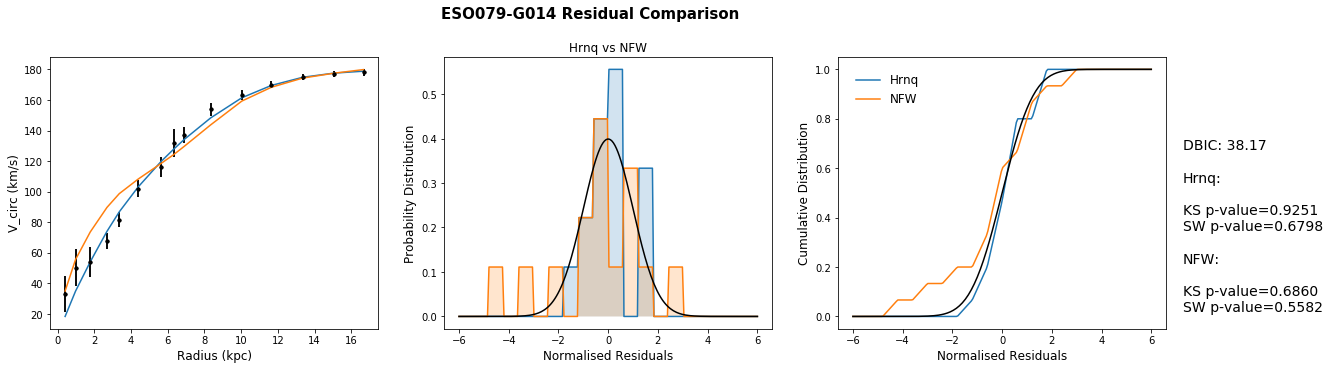 ESO079-G014 Residual Comparison
V_circ (km/s)
180
160
140
120
100
80
60
40
20
0
2
4
6
8
10
12
14
16
Radius (kpc)
Hrnq vs NFW
Probability Distribution
0.5
0.4
0.3
0.2
0.1
0.0
−6
−4
−2
0
2
4
6
Normalised Residuals
Cumulative Distribution
1.0
0.8
0.6
0.4
0.2
0.0
−6
−4
−2
0
2
4
6
Normalised Residuals
Hrnq
NFW
DBIC: 38.17
Hrnq:
KS p-value=0.9251
SW p-value=0.6798
NFW:
KS p-value=0.6860
SW p-value=0.5582